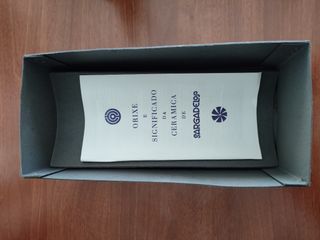 ORIXE
E
SIGNIFICADO
DA
CERAMICA
DE
SARGADELOS